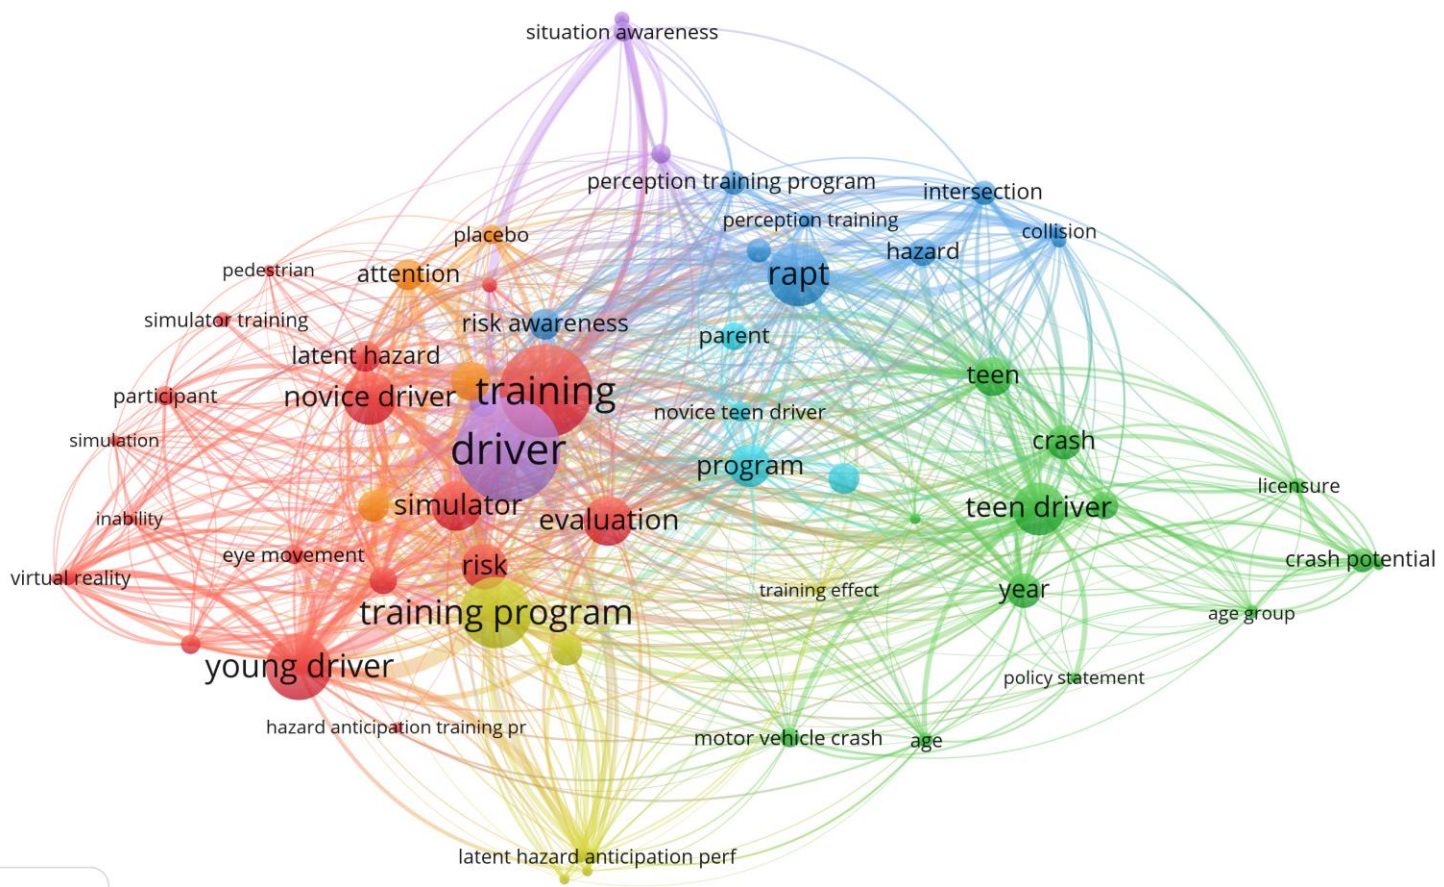 situation awareness
perception training program
intersection
perception training
collision
placebo
hazard
pedestrian
attention
rapt
simulator training
risk awareness
parent
latent hazard
teen
training
novice driver
participant
novice teen driver
simulation
crash
driver
program
licensure
simulator
teen driver
inability
evaluation
eye movement
crash potential
risk
virtual reality
training effect
year
training program
age group
young driver
policy statement
hazard anticipation training pr
motor vehicle crash
age
latent hazard anticipation perf